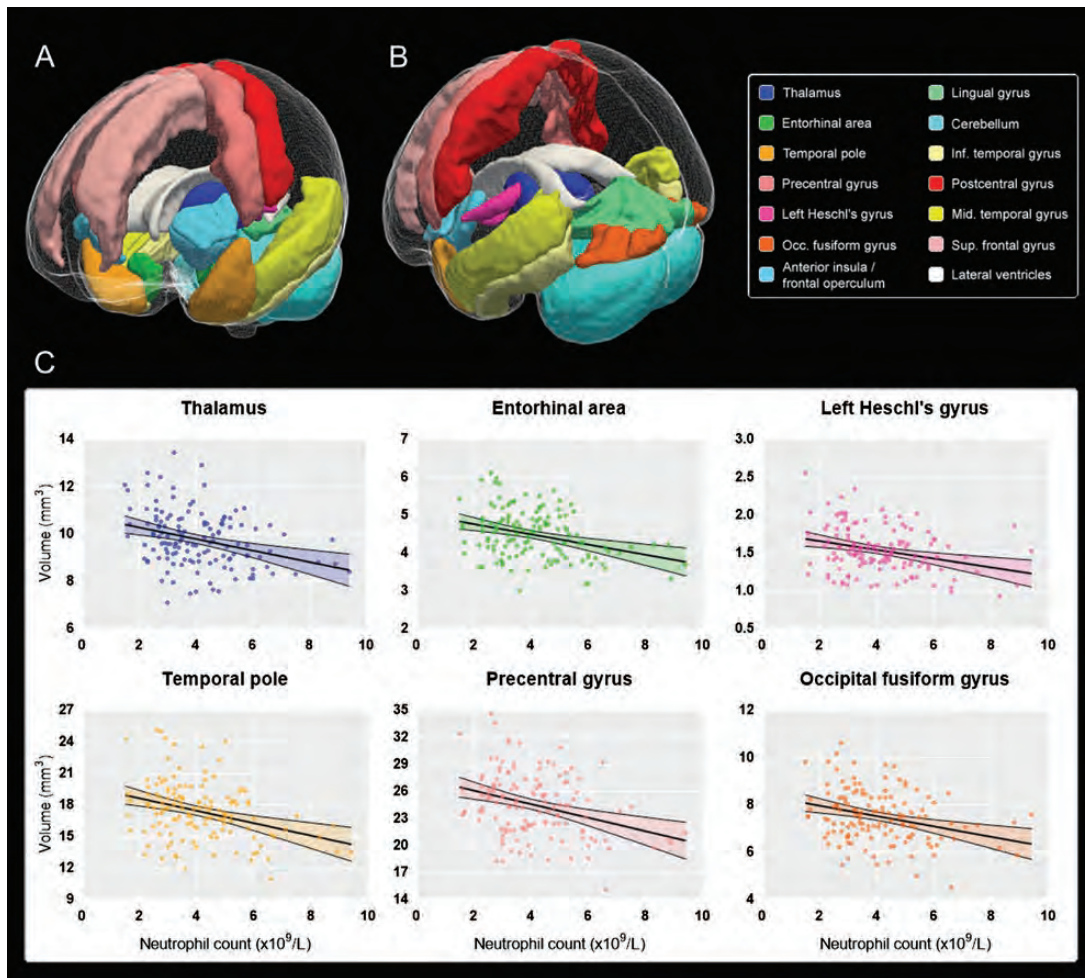 A
B
Thalamus
Entorhinal area
Temporal pole
Precentral gyrus
Left Heschl's gyrus
Occ. fusiform gyrus
Anterior insula /
frontal operculum
Lingual gyrus
Cerebellum
Inf. temporal gyrus
Postcentral gyrus
Mid. temporal gyrus
Sup. frontal gyrus
Lateral ventricles
C
Thalamus
Volume (mm³)
14
12
10
8
6
0 2 4 6 8 10
Entorhinal area
7
6
5
4
3
2
0 2 4 6 8 10
Left Heschl's gyrus
3.0
2.5
2.0
1.5
1.0
0.5
0 2 4 6 8 10
Temporal pole
Volume (mm³)
27
24
21
18
15
12
9
0 2 4 6 8 10
Neutrophil count (x10⁹/L)
Precentral gyrus
35
32
29
26
23
20
17
14
0 2 4 6 8 10
Neutrophil count (x10⁹/L)
Occipital fusiform gyrus
12
10
8
6
4
0 2 4 6 8 10
Neutrophil count (x10⁹/L)